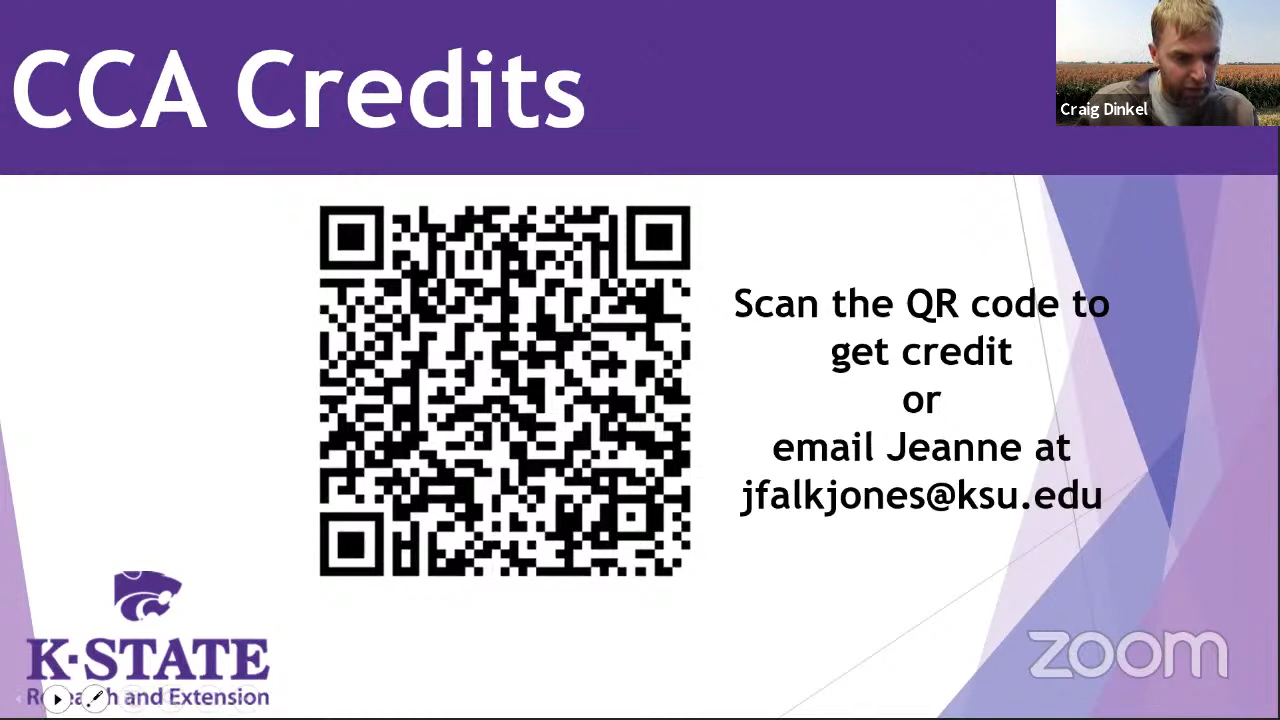 CCA Credits
Craig Dinkel
Scan the QR code to
get credit
or
email Jeanne at
jfalkjones@ksu.edu
K-STATE
Research and Extension
zoom